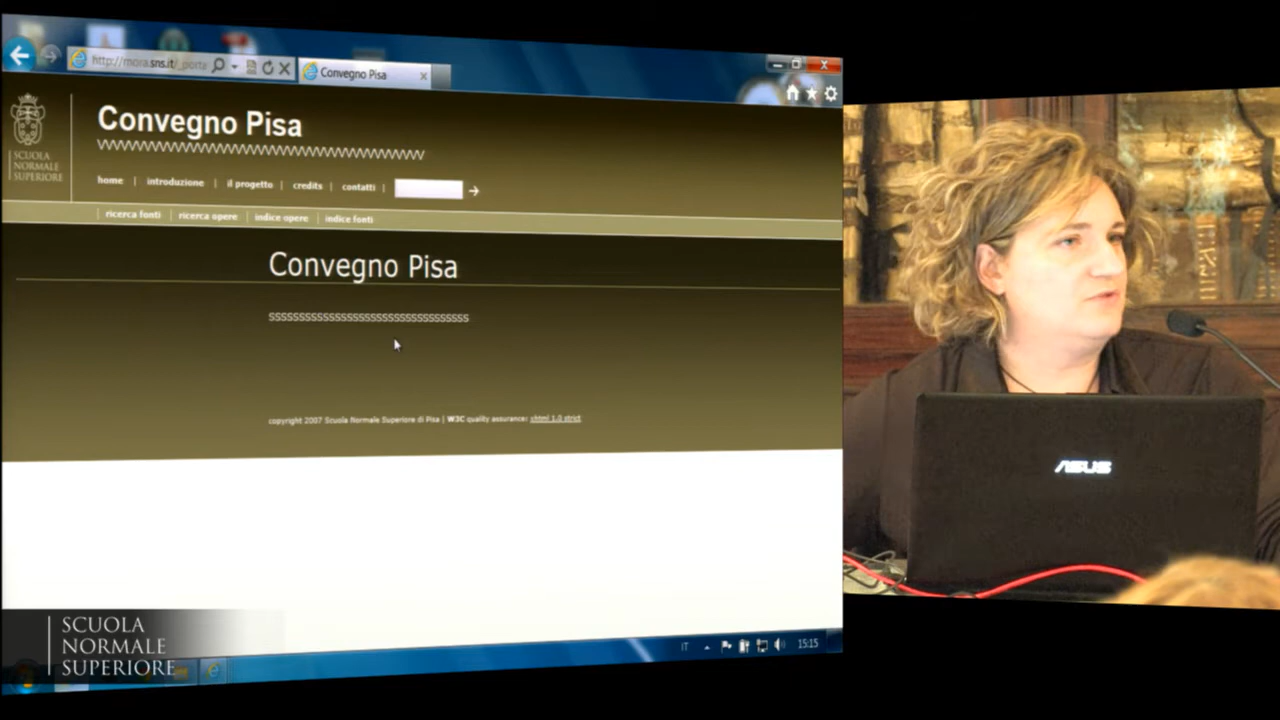 http://mora.sns.it/_porta
Convegno Pisa
SCUOLA
NORMALE
SUPERIORE
Convegno Pisa
home | introduzione | il progetto | credits | contatti |
ricerca fonti | ricerca opere | indice opere | indice fonti
Convegno Pisa
copyright 2007 Scuola Normale Superiore di Pisa | W3C quality assurance: xhtml 1.0 strict
ASUS
SCUOLA
NORMALE
SUPERIORE
IT
15:15